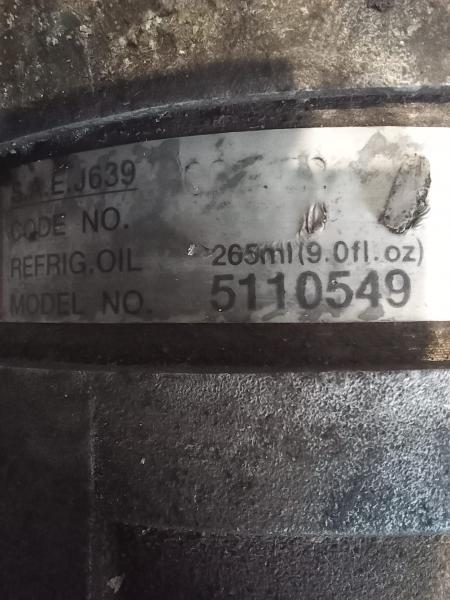 S.A.E.J639
CODE NO.
REFRIG.OIL 265ml(9.0fl.oz)
MODEL NO. 5110549